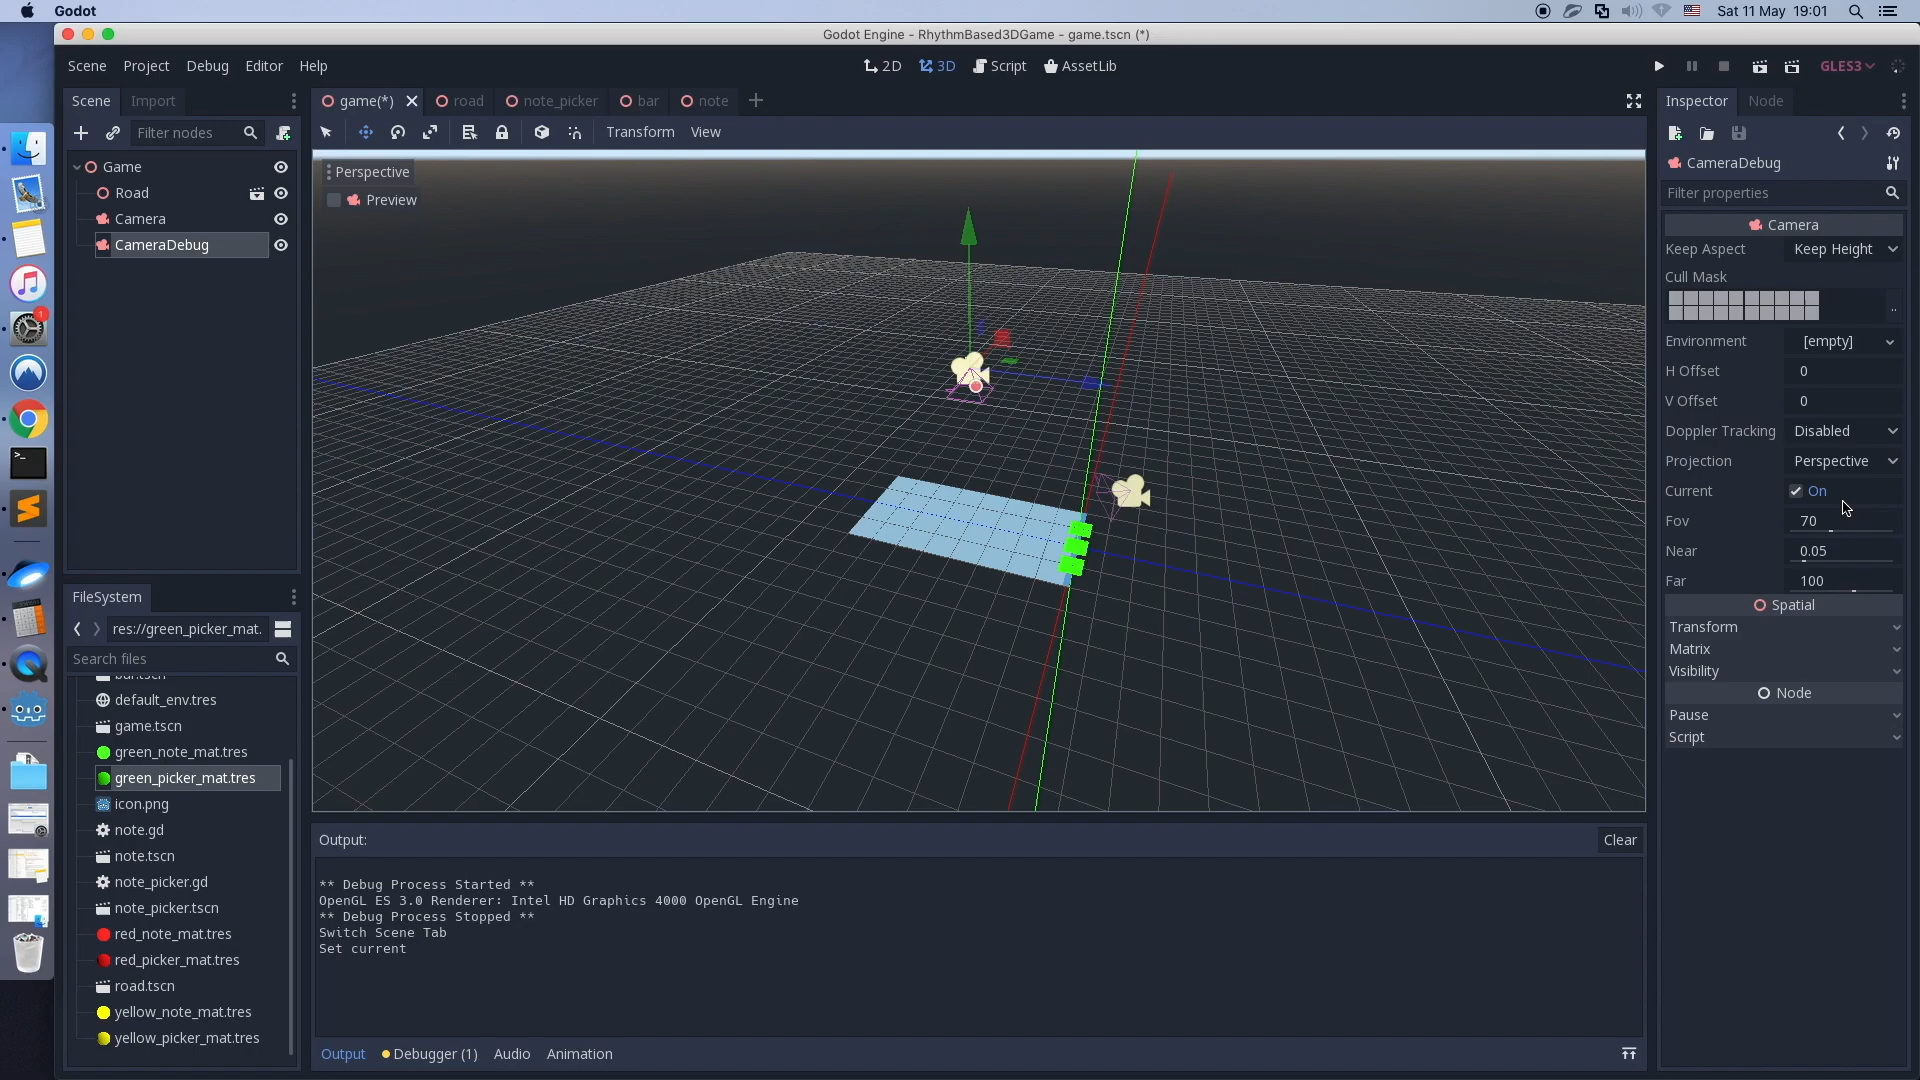 Godot
Sat 11 May 19:01
Godot Engine - RhythmBased3DGame - game.tscn (*)
Scene Project Debug Editor Help
2D 3D Script AssetLib
GLES3
Scene Import
game(*) road note_picker bar note
Inspector Node
Filter nodes
Transform View
Game
Road
Camera
CameraDebug
Perspective
Preview
CameraDebug
Filter properties
Camera
Keep Aspect Keep Height
Cull Mask
..
Environment [empty]
H Offset 0
V Offset 0
Doppler Tracking Disabled
Projection Perspective
Current On
Fov 70
Near 0.05
Far 100
Spatial
Transform
Matrix
Visibility
Node
Pause
Script
FileSystem
res://green_picker_mat.
Search files
bar.tscn
default_env.tres
game.tscn
green_note_mat.tres
green_picker_mat.tres
icon.png
note.gd
note.tscn
note_picker.gd
note_picker.tscn
red_note_mat.tres
red_picker_mat.tres
road.tscn
yellow_note_mat.tres
yellow_picker_mat.tres
Output: Clear
** Debug Process Started **
OpenGL ES 3.0 Renderer: Intel HD Graphics 4000 OpenGL Engine
** Debug Process Stopped **
Switch Scene Tab
Set current
Output Debugger (1) Audio Animation
1